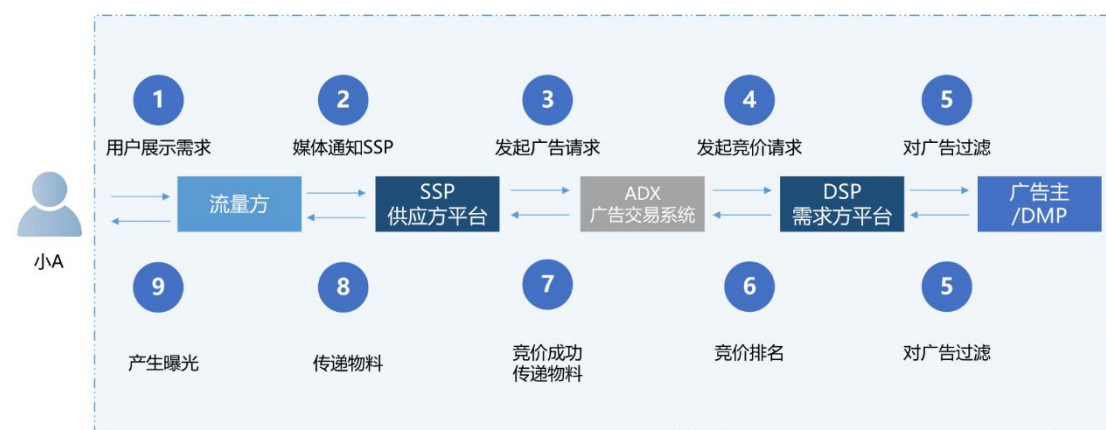 1
2
3
4
5
用户展示需求
媒体通知SSP
发起广告请求
发起竞价请求
对广告过滤
流量方
SSP
供应方平台
ADX
广告交易系统
DSP
需求方平台
广告主
/DMP
小A
9
8
7
6
5
产生曝光
传递物料
竞价成功
传递物料
竞价排名
对广告过滤